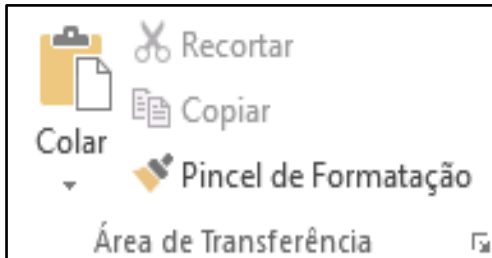 Recortar
Copiar
Colar
Pincel de Formatação
Área de Transferência